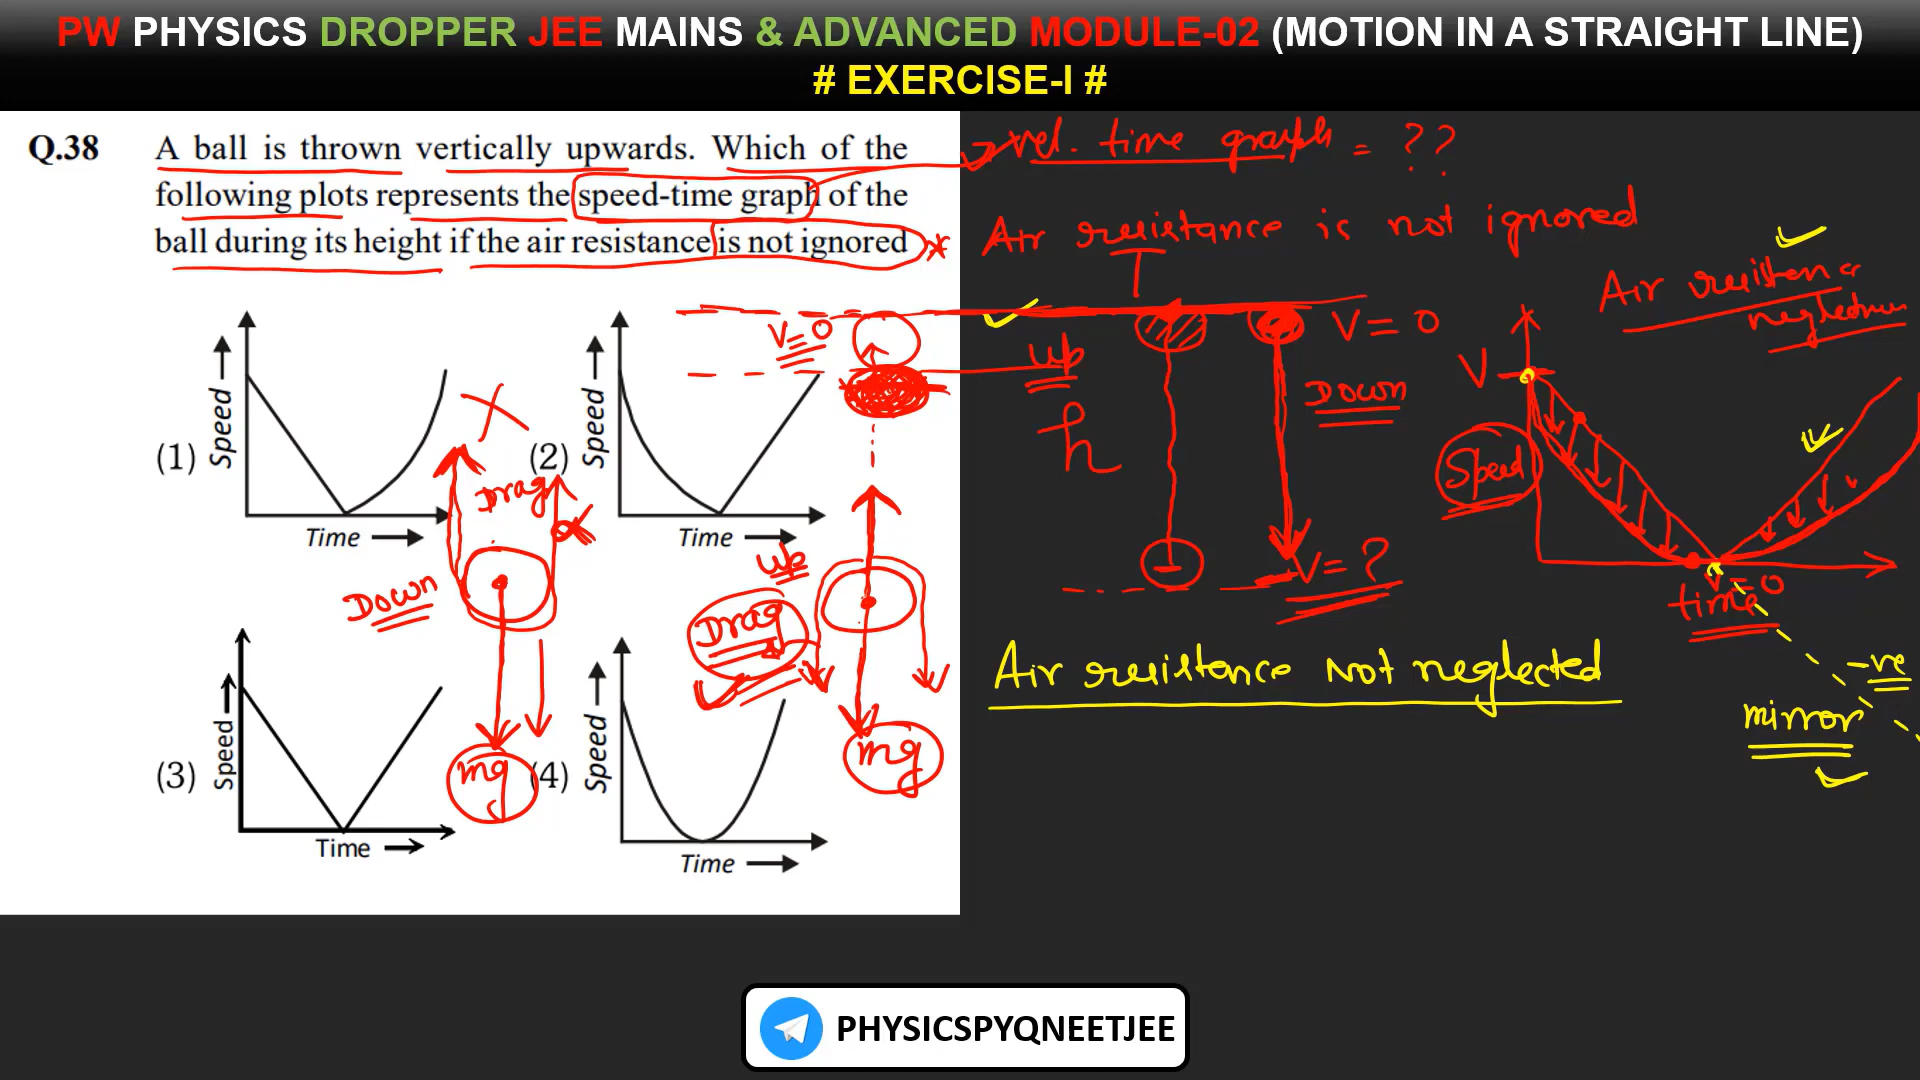 PW PHYSICS DROPPER JEE MAINS & ADVANCED MODULE-02 (MOTION IN A STRAIGHT LINE)
# EXERCISE-I #
Q.38 A ball is thrown vertically upwards. Which of the
following plots represents the speed-time graph of the
ball during its height if the air resistance is not ignored
(1)
Speed
Time
(2)
Speed
Time
(3)
Speed
Time
(4)
Speed
Time
V=0
Drag
Down
mg
up
Drag
mg
vel. time graph = ??
Air resistance is not ignored
T
up
h
V=0
Down
V=?
Air resistence
V
Speed
V=0
time
Air resistence not neglected
-ve
mirror
PHYSICSPYQNEETJEE